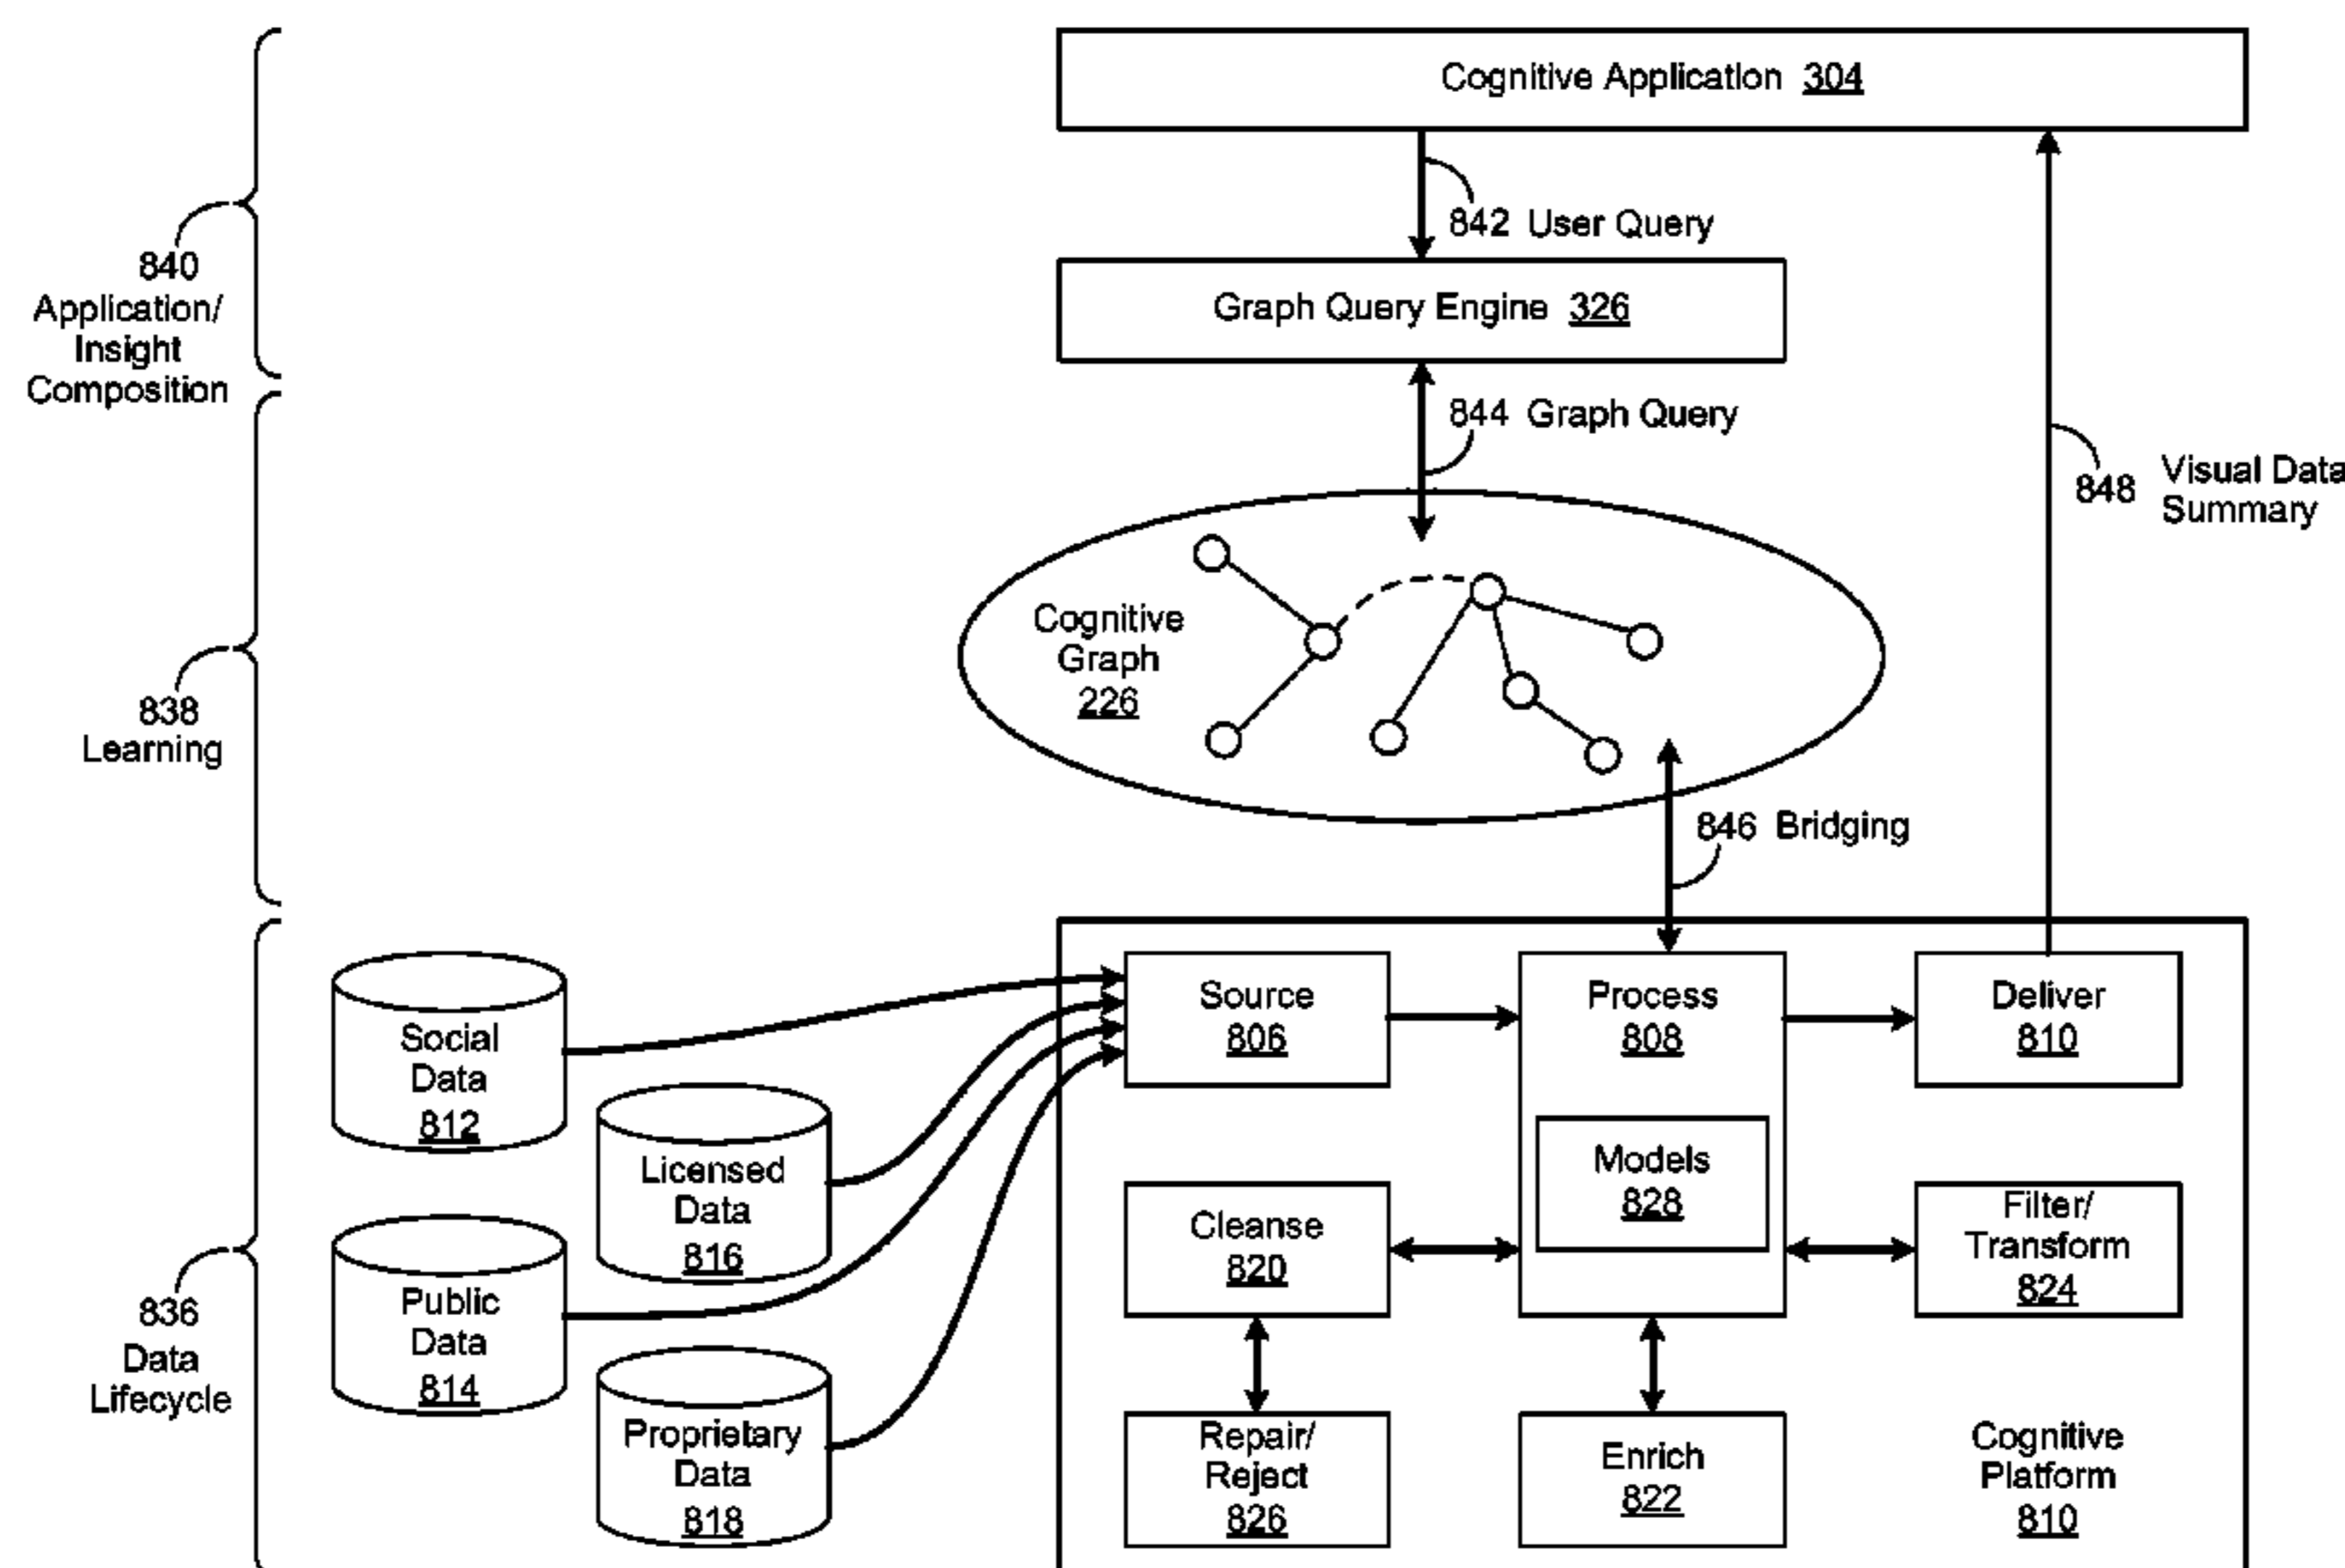 Cognitive Application 304
842 User Query
840
Application/
Insight
Composition
Graph Query Engine 326
844 Graph Query
848
Visual Data
Summary
Cognitive
Graph
226
838
Learning
846 Bridging
Social
Data
812
Licensed
Data
816
Public
Data
814
Proprietary
Data
818
836
Data
Lifecycle
Source
806
Process
808
Deliver
810
Models
828
Cleanse
820
Filter/
Transform
824
Repair/
Reject
826
Enrich
822
Cognitive
Platform
810